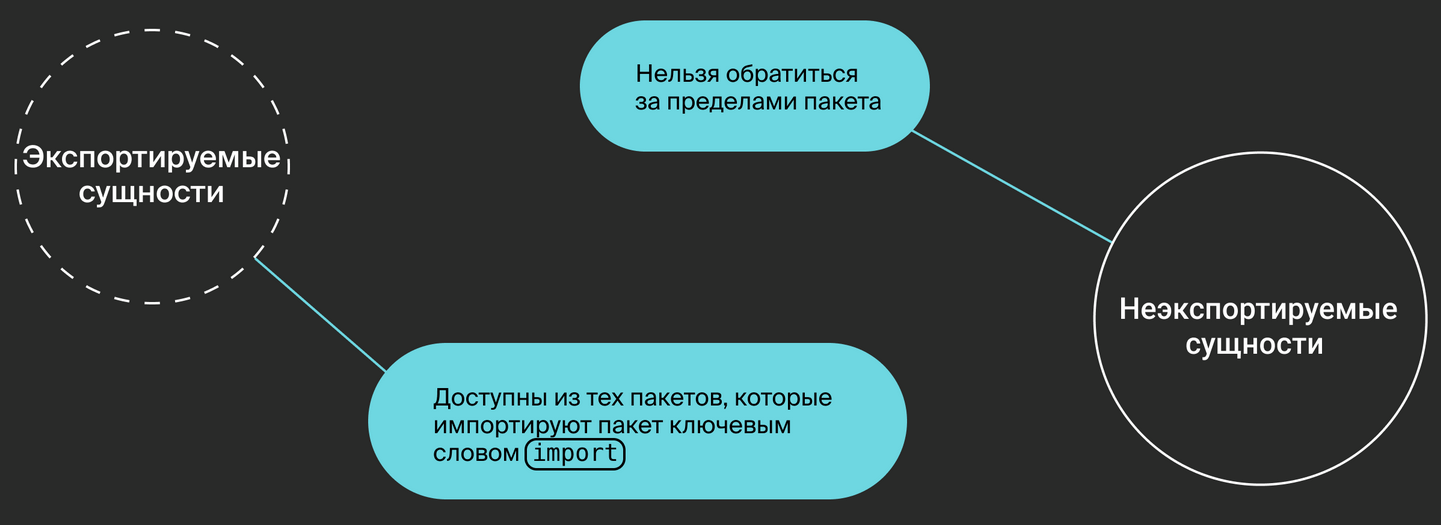 Экспортируемые
сущности
Нельзя обратиться
за пределами пакета
Неэкспортируемые
сущности
Доступны из тех пакетов, которые
импортируют пакет ключевым
словом import